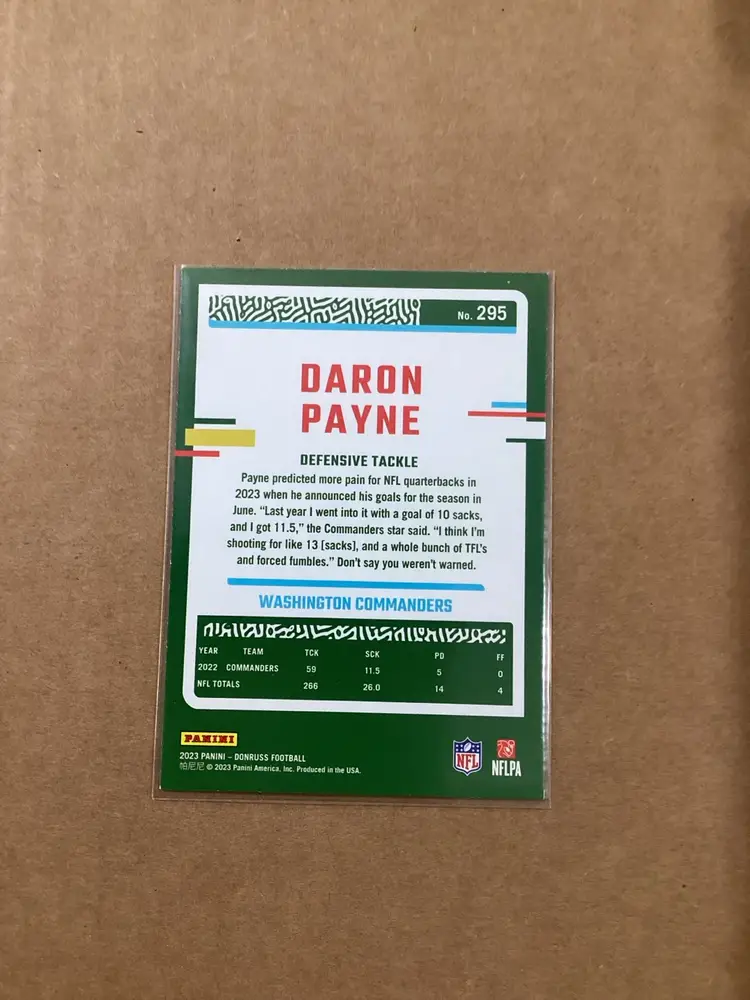 No. 295
DARON
PAYNE
DEFENSIVE TACKLE
Payne predicted more pain for NFL quarterbacks in
2023 when he announced his goals for the season in
June. “Last year I went into it with a goal of 10 sacks,
and I got 11.5,” the Commanders star said. “I think I’m
shooting for like 13 [sacks], and a whole bunch of TFL’s
and forced fumbles.” Don’t say you weren’t warned.
WASHINGTON COMMANDERS
YEAR TEAM TCK SCK PD FF
2022 COMMANDERS 59 11.5 5 0
NFL TOTALS 266 26.0 14 4
PANINI
2023 PANINI – DONRUSS FOOTBALL
帕尼尼 © 2023 Panini America, Inc. Produced in the USA.
NFL
NFLPA